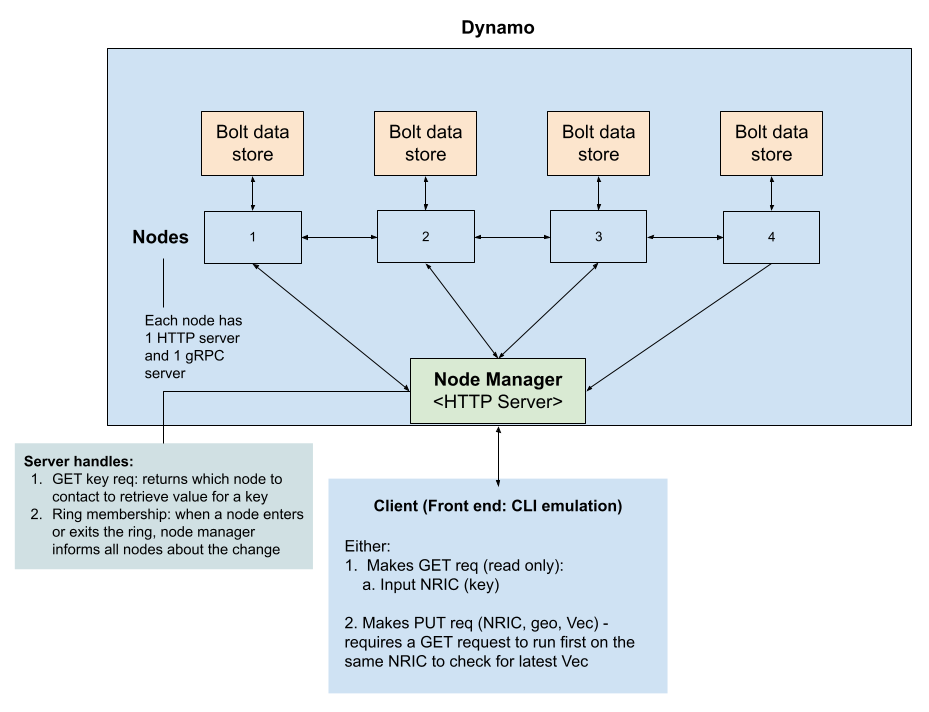 Dynamo
Bolt data
store
Bolt data
store
Bolt data
store
Bolt data
store
Nodes
1
2
3
4
Each node has
1 HTTP server
and 1 gRPC
server
Node Manager
<HTTP Server>
Server handles:
1. GET key req: returns which node to
contact to retrieve value for a key
2. Ring membership: when a node enters
or exits the ring, node manager
informs all nodes about the change
Client (Front end: CLI emulation)
Either:
1. Makes GET req (read only):
a. Input NRIC (key)
2. Makes PUT req (NRIC, geo, Vec) -
requires a GET request to run first on the
same NRIC to check for latest Vec